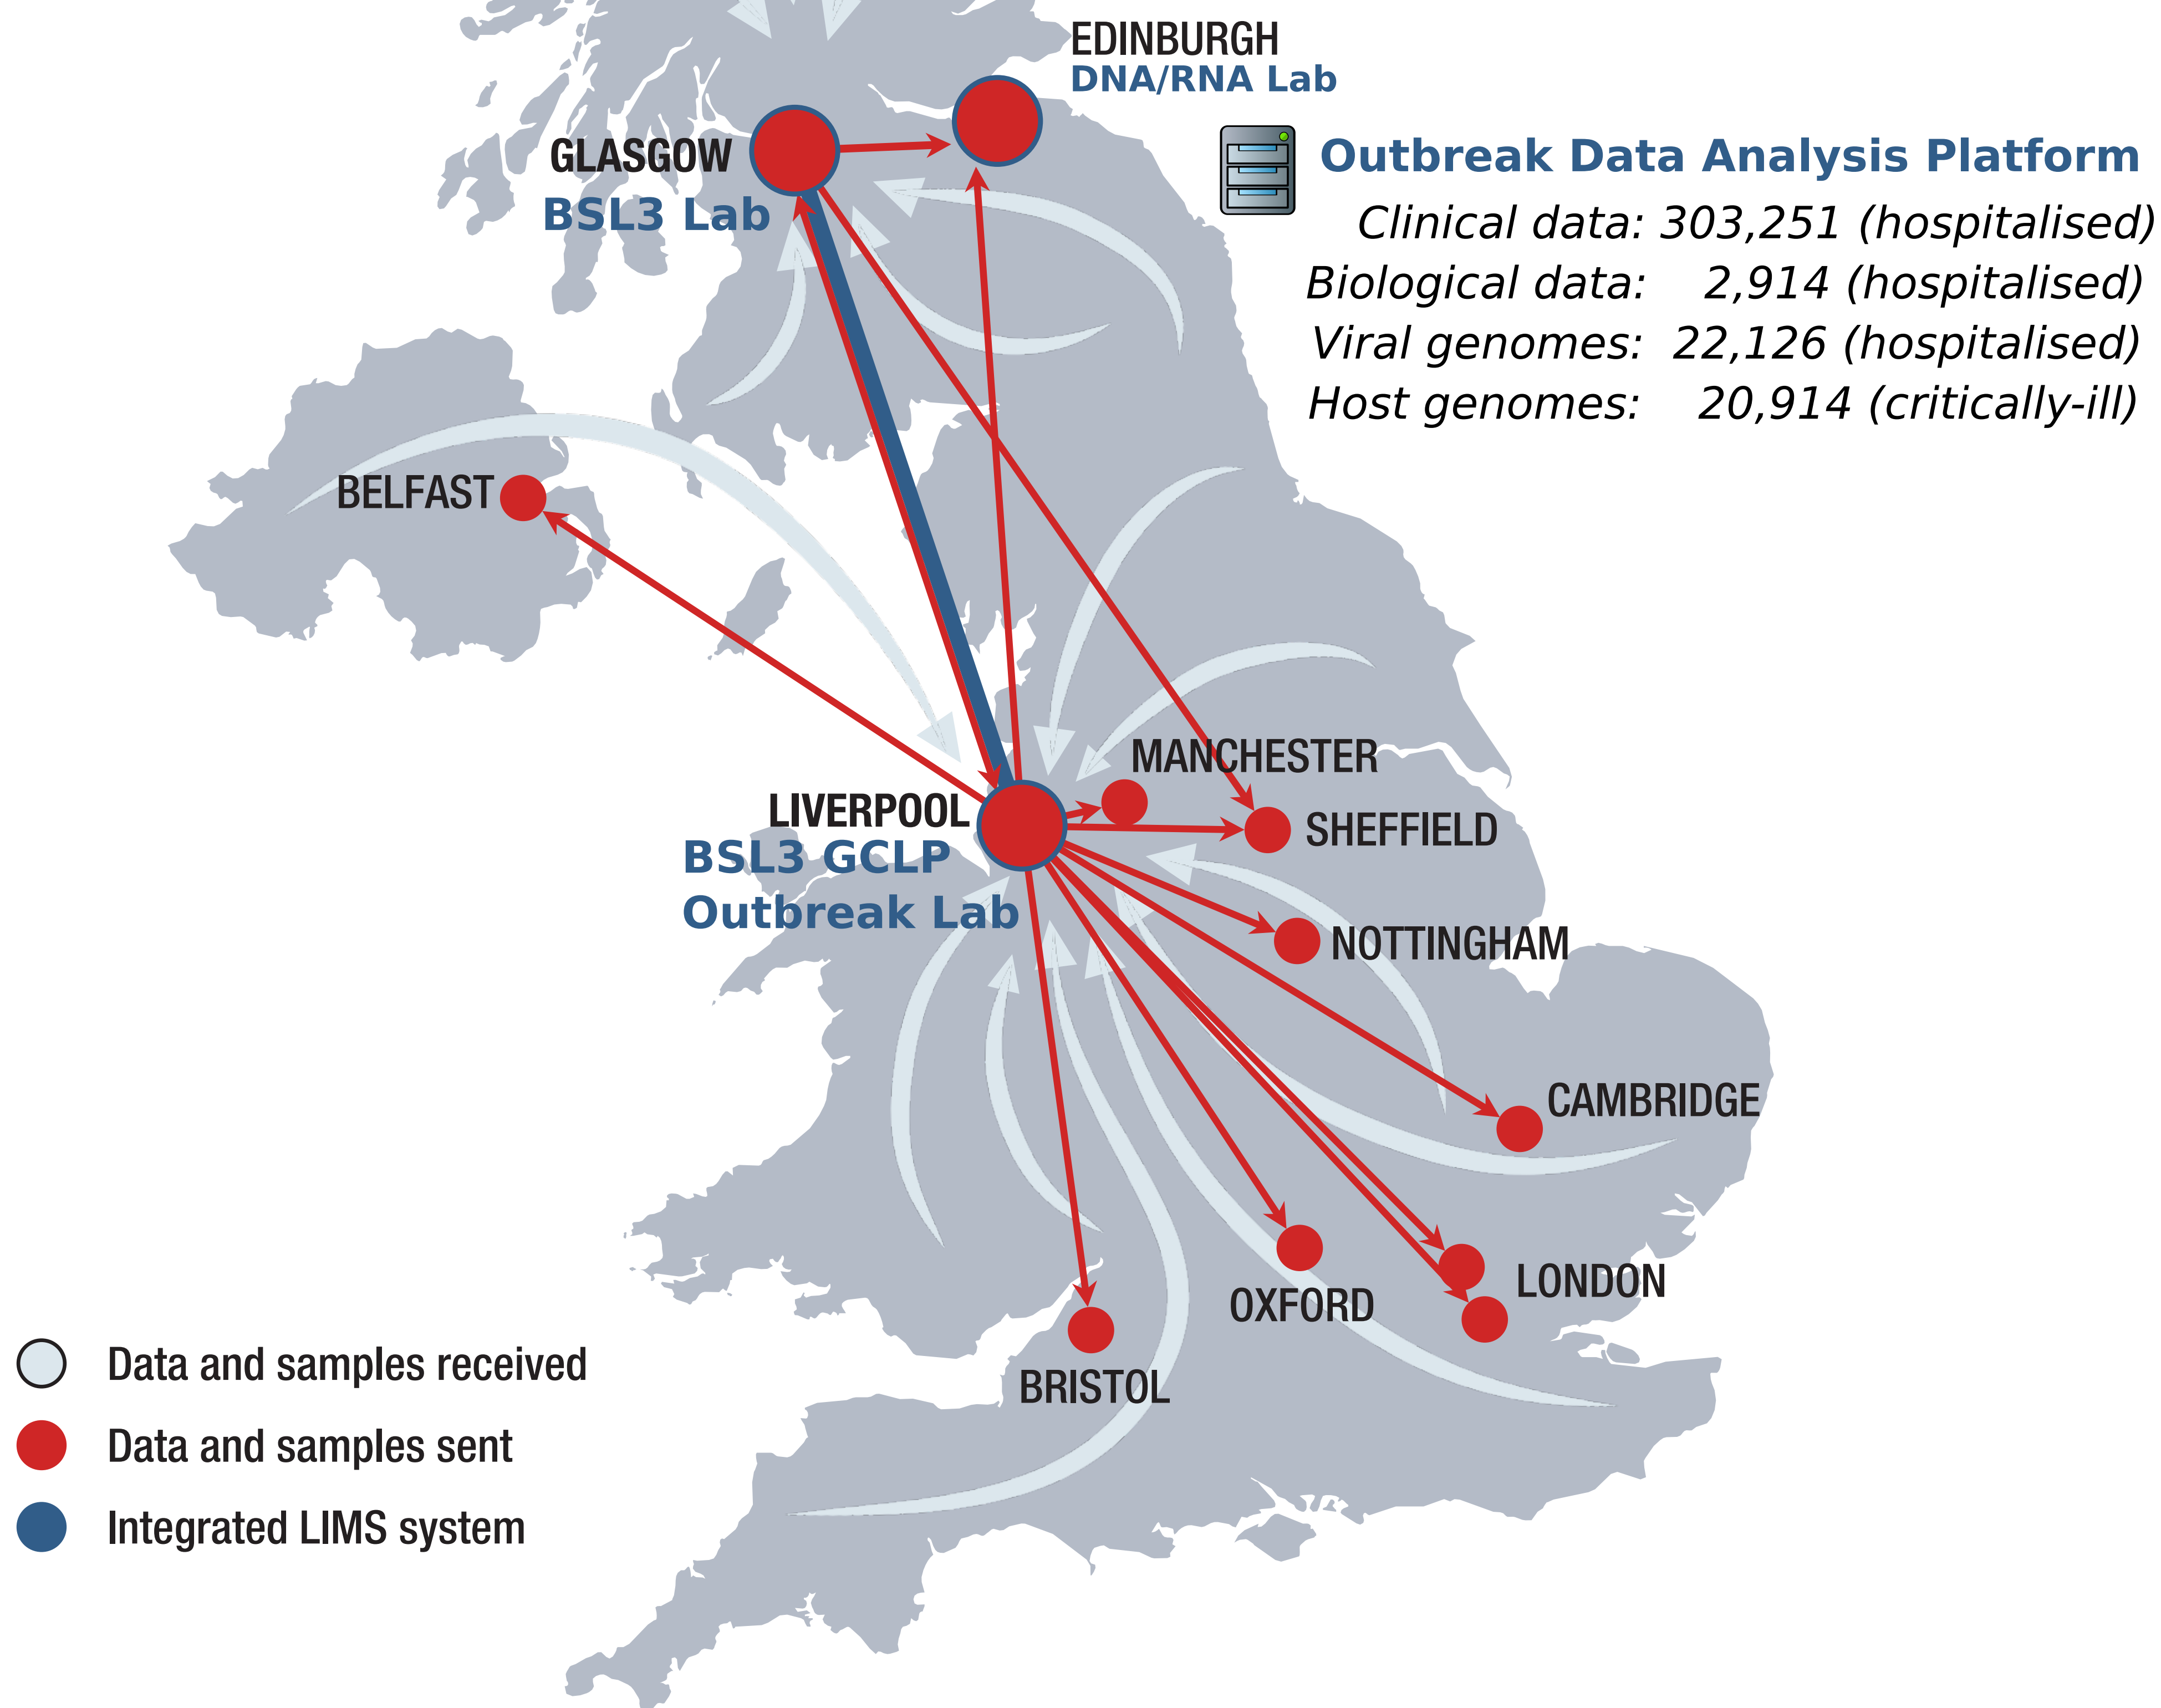 EDINBURGH
DNA/RNA Lab
GLASGOW
BSL3 Lab
Outbreak Data Analysis Platform
Clinical data: 303,251 (hospitalised)
Biological data: 2,914 (hospitalised)
Viral genomes: 22,126 (hospitalised)
Host genomes: 20,914 (critically-ill)
BELFAST
MANCHESTER
LIVERPOOL
BSL3 GCLP
Outbreak Lab
SHEFFIELD
NOTTINGHAM
CAMBRIDGE
LONDON
OXFORD
BRISTOL
Data and samples received
Data and samples sent
Integrated LIMS system